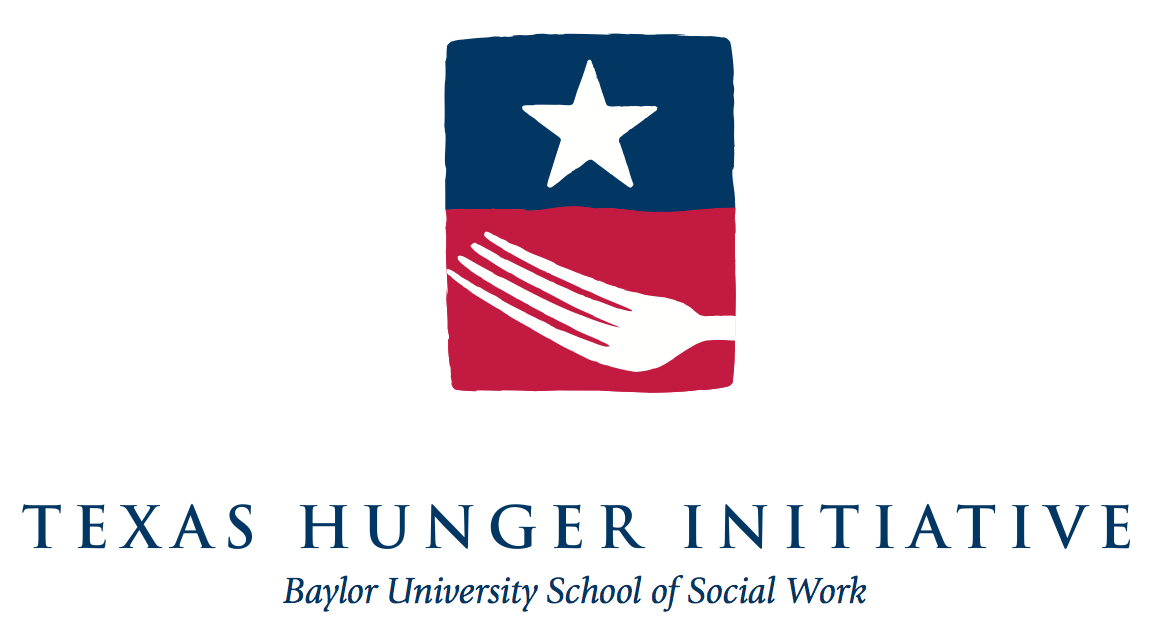 TEXAS HUNGER INITIATIVE
Baylor University School of Social Work